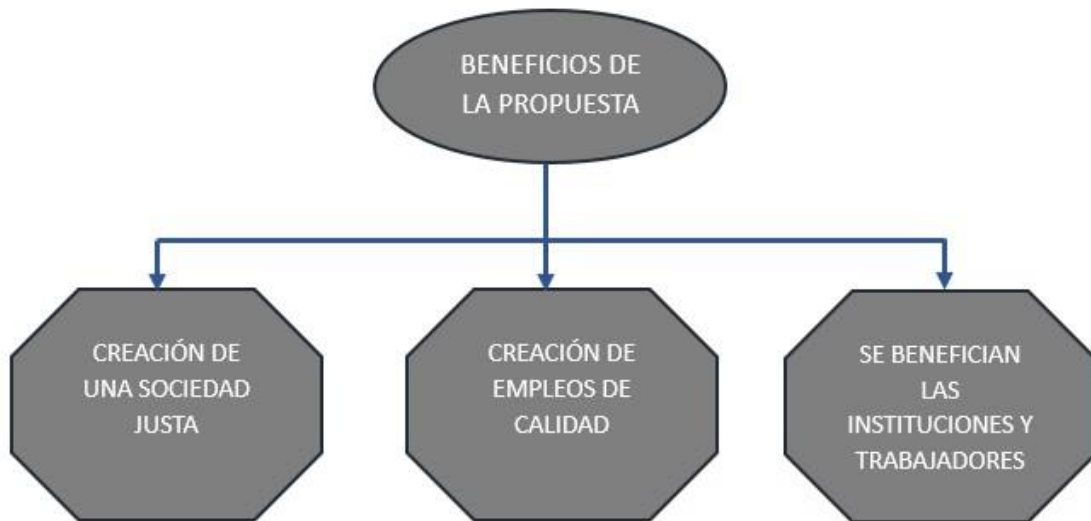 BENEFICIOS DE
LA PROPUESTA
CREACIÓN DE
UNA SOCIEDAD
JUSTA
CREACIÓN DE
EMPLEOS DE
CALIDAD
SE BENEFICIAN
LAS
INSTITUCIONES Y
TRABAJADORES